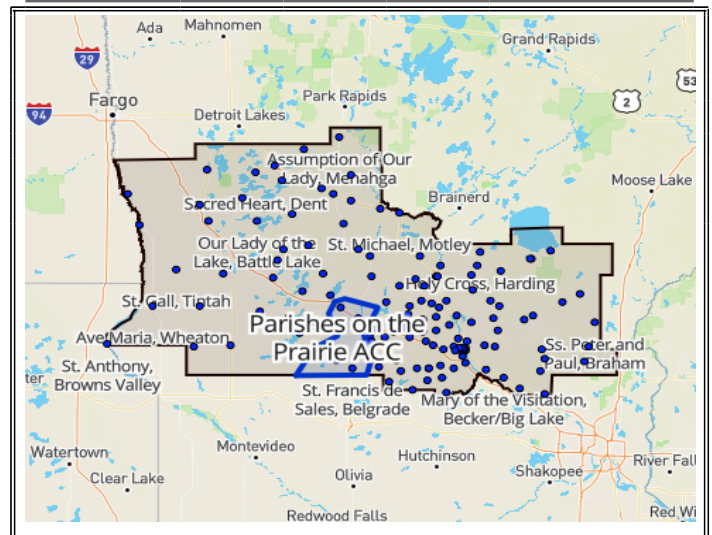 Ada
Mahnomen
Grand Rapids
29
53
Fargo
94
Park Rapids
2
Detroit Lakes
Assumption of Our
Lady, Menahga
Moose Lake
Sacred Heart, Dent
Brainerd
Our Lady of the
Lake, Battle Lake
St. Michael, Motley
Holy Cross, Harding
St. Gall, Tintah
Parishes on the
Prairie ACC
Ave Maria, Wheaton
Ss. Peter and
Paul, Braham
St. Anthony,
Browns Valley
ter
St. Francis de
Sales, Belgrade
Mary of the Visitation,
Becker/Big Lake
Watertown
Montevideo
Hutchinson
River Fal
Clear Lake
Olivia
Shakopee
Redwood Falls
Red Wi